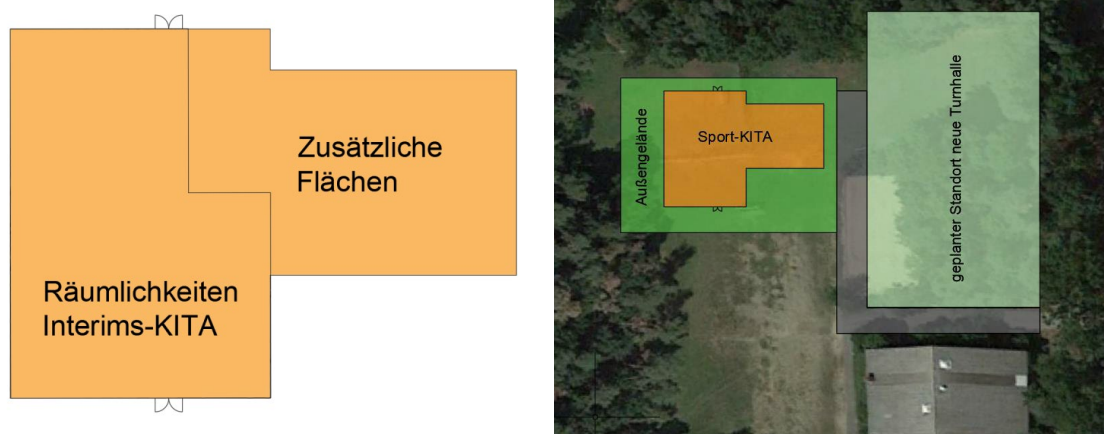 Zusätzliche
Flächen
Räumlichkeiten
Interims-KITA
Außengelände
Sport-KITA
geplanter Standort neue Turnhalle